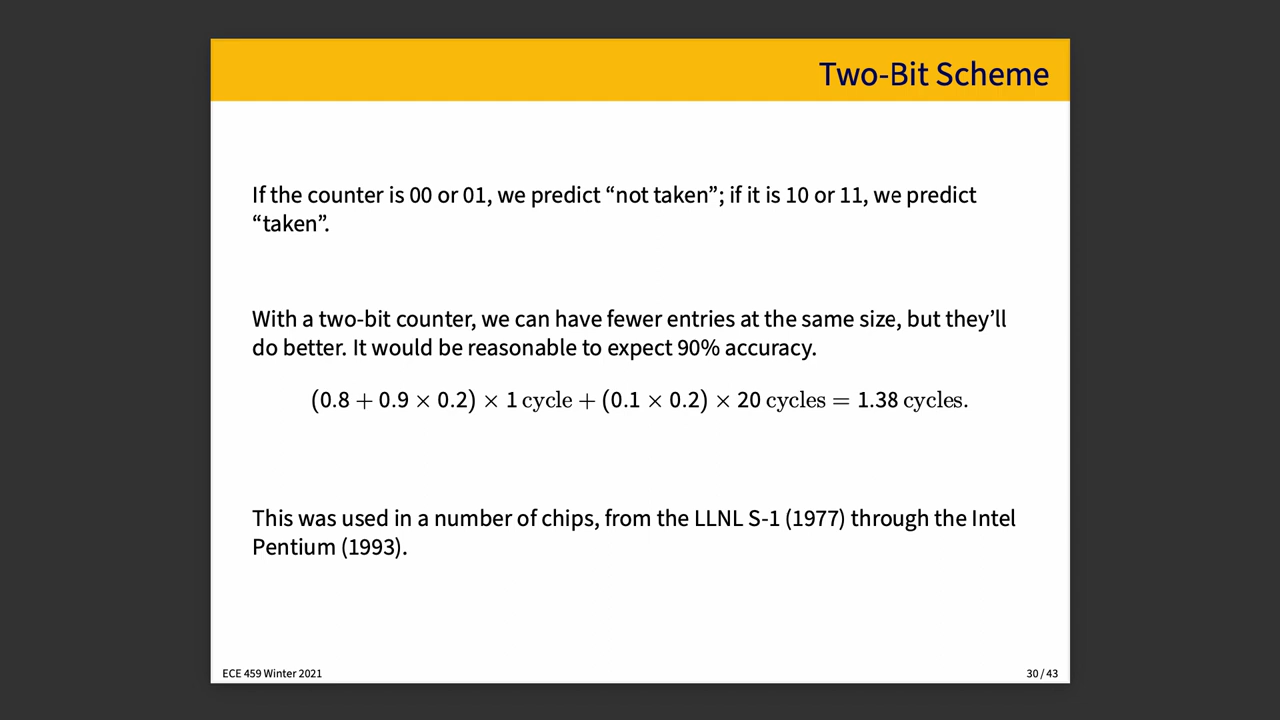 Two-Bit Scheme
If the counter is 00 or 01, we predict “not taken”; if it is 10 or 11, we predict
“taken”.
With a two-bit counter, we can have fewer entries at the same size, but they’ll
do better. It would be reasonable to expect 90% accuracy.
(0.8 + 0.9 × 0.2) × 1 cycle + (0.1 × 0.2) × 20 cycles = 1.38 cycles.
This was used in a number of chips, from the LLNL S-1 (1977) through the Intel
Pentium (1993).
ECE 459 Winter 2021
30 / 43